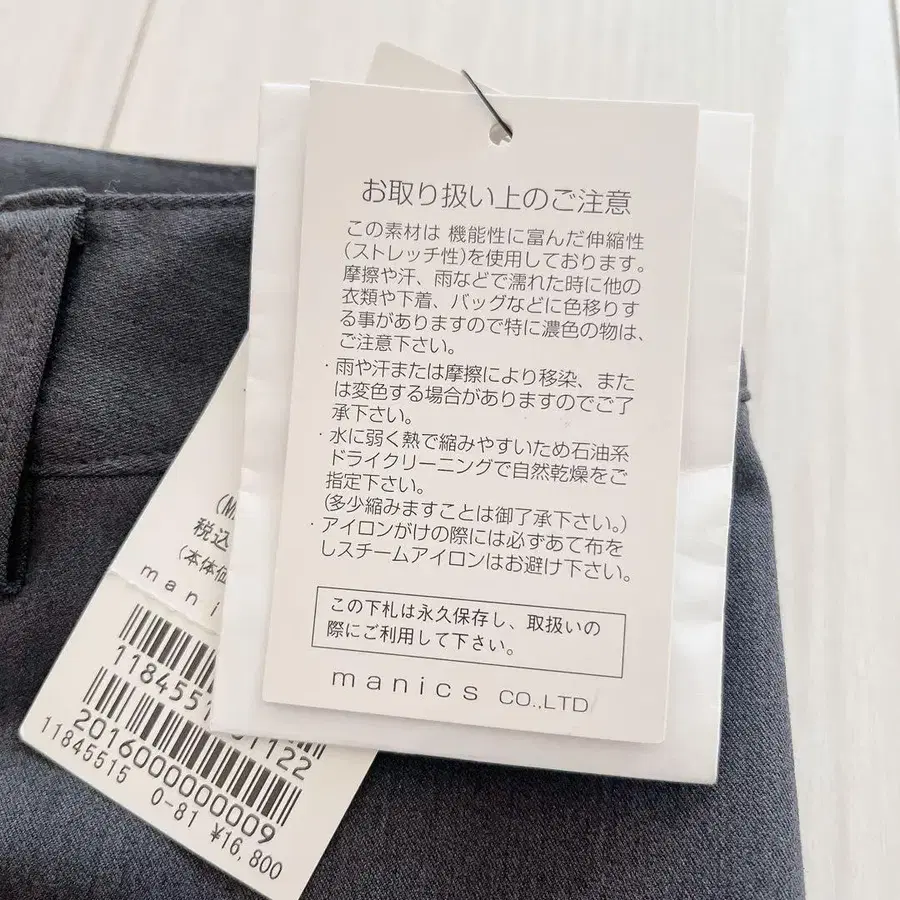 お取り扱い上のご注意
この素材は 機能性に富んだ伸縮性
(ストレッチ性)を使用しております。
摩擦や汗、雨などで濡れた時に他の
衣類や下着、バッグなどに色移りす
る事がありますので特に濃色の物は、
ご注意下さい。
・雨や汗または摩擦により移染、また
は変色する場合がありますのでご了
承下さい。
・水に弱く熱で縮みやすいため石油系
ドライクリーニングで自然乾燥をご
指定下さい。
(多少縮みますことは御了承下さい。)
・アイロンがけの際には必ずあて布を
しスチームアイロンはお避け下さい。
この下札は永久保存し、取扱いの
際にご利用して下さい。
manics CO.,LTD
税込
(本体価
mani
1184551
1122
2016000000009
11845515
0-81 ¥16,800